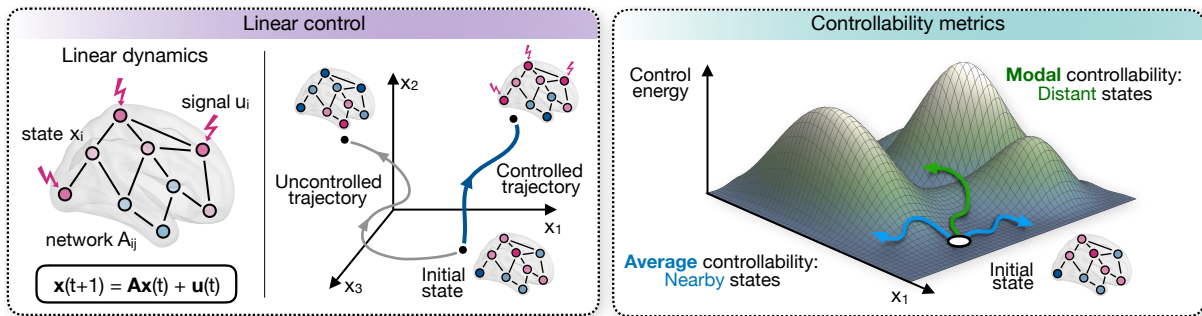 Linear control
Linear dynamics
signal uᵢ
state xᵢ
network Aᵢⱼ
x(t+1) = Ax(t) + u(t)
x₂
Uncontrolled
trajectory
Controlled
trajectory
x₁
Initial
state
x₃
Controllability metrics
Control
energy
Modal controllability:
Distant states
Average controllability:
Nearby states
Initial
state
x₁